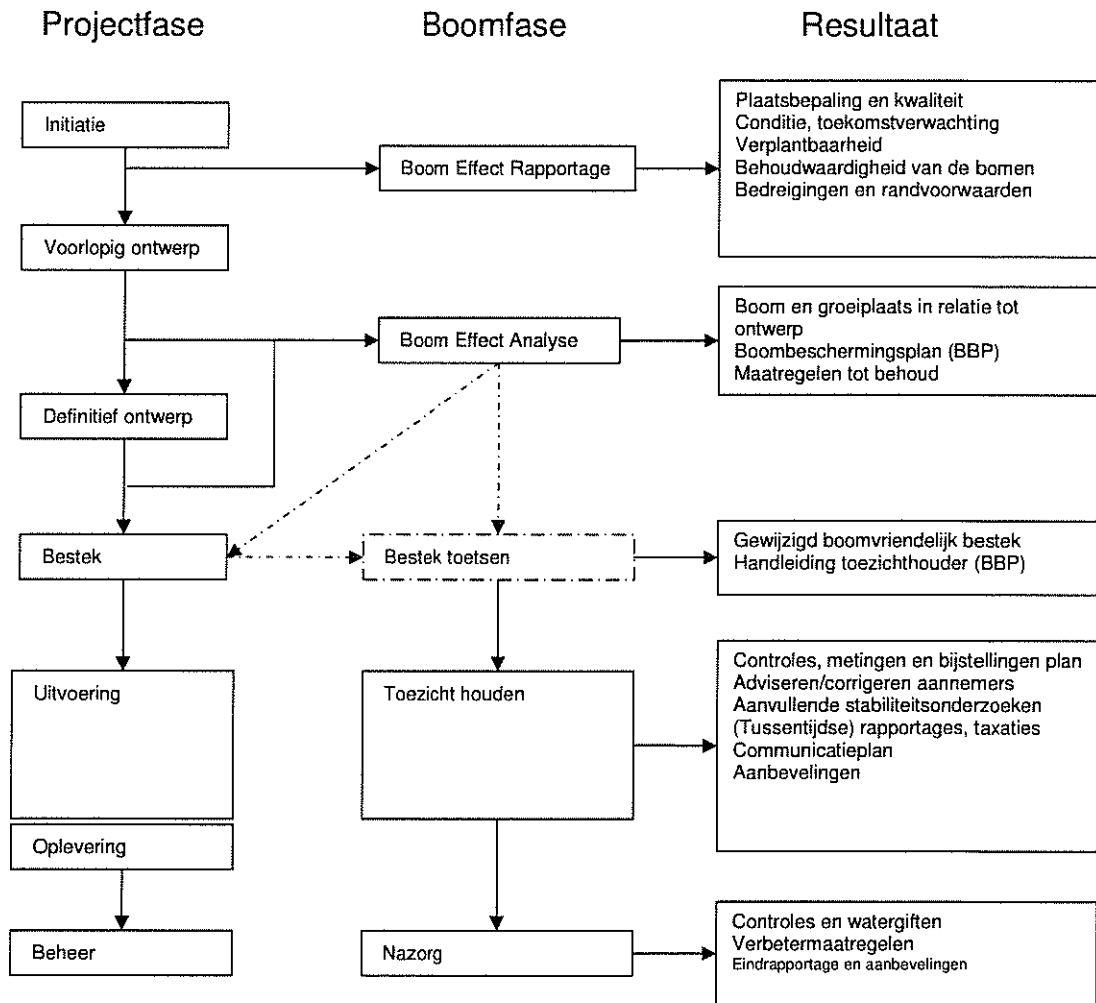 Projectfase
Boomfase
Resultaat
Initiatie
Boom Effect Rapportage
Plaatsbepaling en kwaliteit
Conditie, toekomstverwachting
Verplantbaarheid
Behoudwaardigheid van de bomen
Bedreigingen en randvoorwaarden
Voorlopig ontwerp
Boom Effect Analyse
Boom en groeiplaats in relatie tot
ontwerp
Boombeschermingsplan (BBP)
Maatregelen tot behoud
Definitief ontwerp
Bestek
Bestek toetsen
Gewijzigd boomvriendelijk bestek
Handleiding toezichthouder (BBP)
Uitvoering
Toezicht houden
Controles, metingen en bijstellingen plan
Adviseren/corrigeren aannemers
Aanvullende stabiliteitsonderzoeken
(Tussentijdse) rapportages, taxaties
Communicatieplan
Aanbevelingen
Oplevering
Beheer
Nazorg
Controles en watergiften
Verbetermaatregelen
Eindrapportage en aanbevelingen